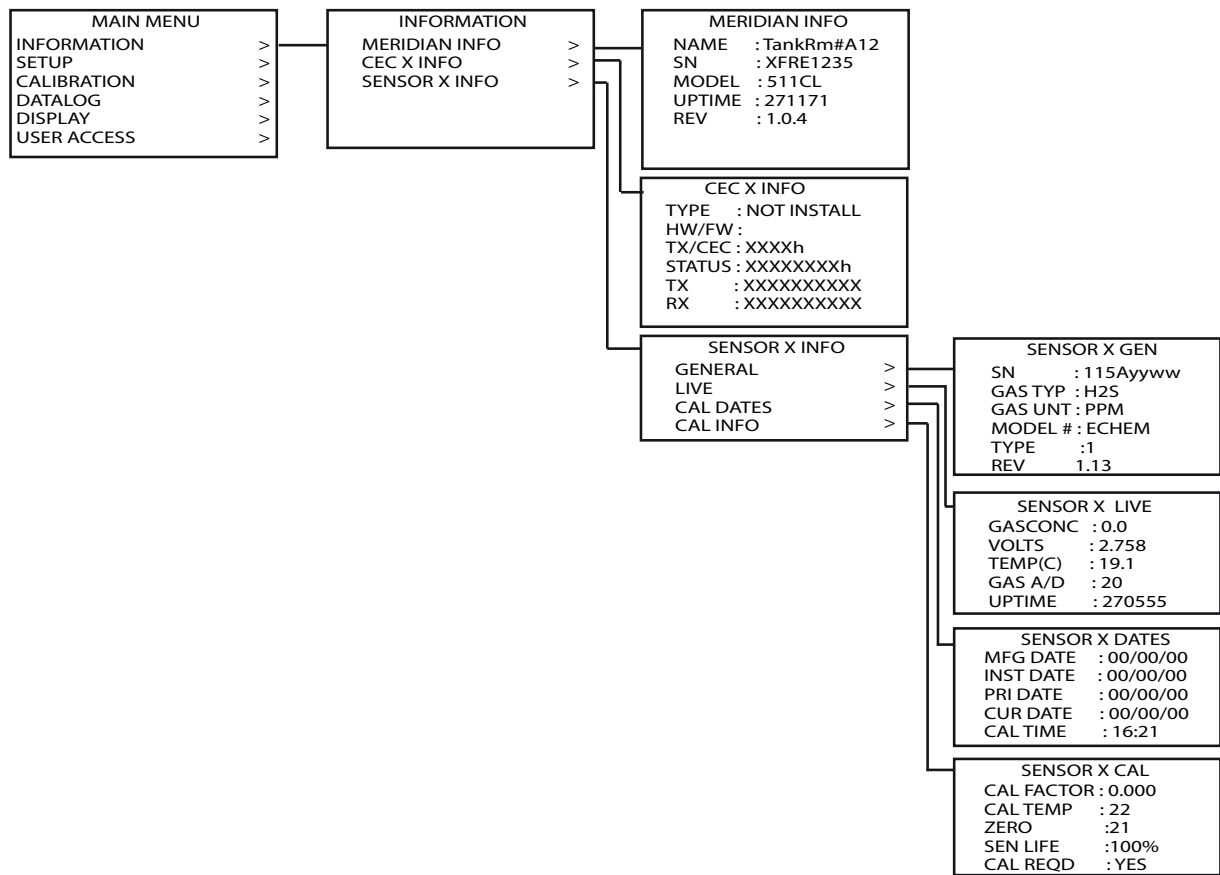 MAIN MENU
INFORMATION >
SETUP >
CALIBRATION >
DATALOG >
DISPLAY >
USER ACCESS >
INFORMATION
MERIDIAN INFO >
CEC X INFO >
SENSOR X INFO >
MERIDIAN INFO
NAME : TankRm#A12
SN : XFRE1235
MODEL : 511CL
UPTIME : 271171
REV : 1.0.4
CEC X INFO
TYPE : NOT INSTALL
HW/FW :
TX/CEC : XXXXh
STATUS : XXXXXXXXh
TX : XXXXXXXXXX
RX : XXXXXXXXXX
SENSOR X INFO
GENERAL >
LIVE >
CAL DATES >
CAL INFO >
SENSOR X GEN
SN : 115Ayyww
GAS TYP : H2S
GAS UNT : PPM
MODEL # : ECHEM
TYPE :1
REV 1.13
SENSOR X LIVE
GASCONC : 0.0
VOLTS : 2.758
TEMP(C) : 19.1
GAS A/D : 20
UPTIME : 270555
SENSOR X DATES
MFG DATE : 00/00/00
INST DATE : 00/00/00
PRI DATE : 00/00/00
CUR DATE : 00/00/00
CAL TIME : 16:21
SENSOR X CAL
CAL FACTOR : 0.000
CAL TEMP : 22
ZERO :21
SEN LIFE :100%
CAL REQD : YES